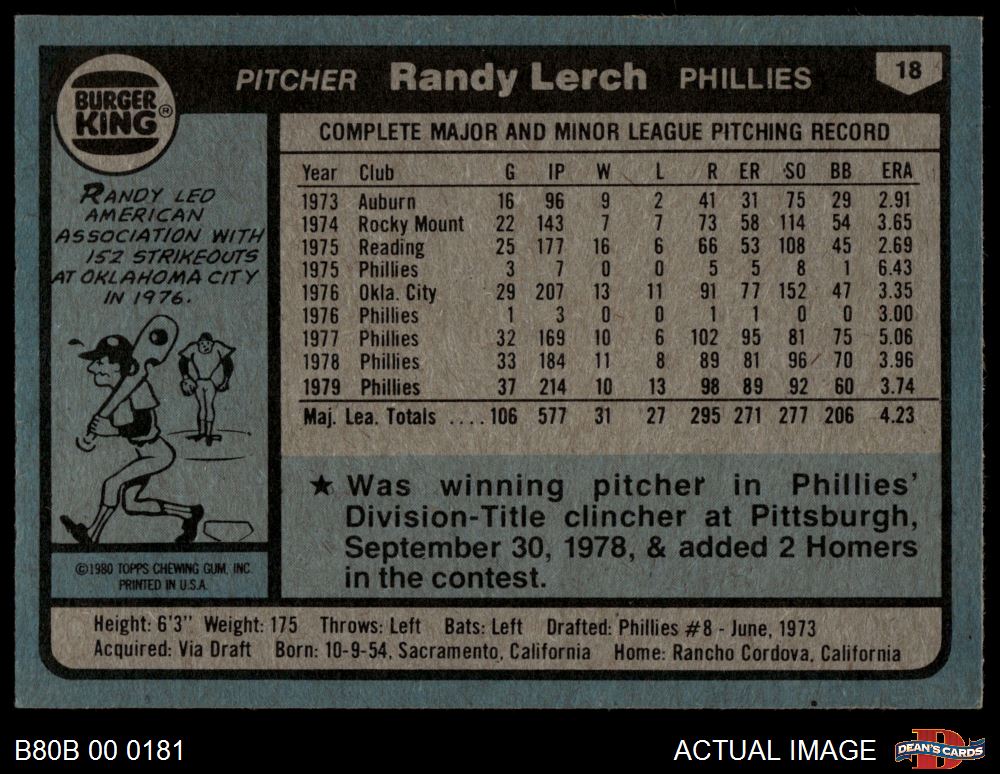 BURGER KING ®
PITCHER Randy Lerch PHILLIES 18
COMPLETE MAJOR AND MINOR LEAGUE PITCHING RECORD
Year Club G IP W L R ER SO BB ERA
1973 Auburn 16 96 9 2 41 31 75 29 2.91
1974 Rocky Mount 22 143 7 7 73 58 114 54 3.65
1975 Reading 25 177 16 6 66 53 108 45 2.69
1975 Phillies 3 7 0 0 5 5 8 1 6.43
1976 Okla. City 29 207 13 11 91 77 152 47 3.35
1976 Phillies 1 3 0 0 1 1 0 0 3.00
1977 Phillies 32 169 10 6 102 95 81 75 5.06
1978 Phillies 33 184 11 8 89 81 96 70 3.96
1979 Phillies 37 214 10 13 98 89 92 60 3.74
Maj. Lea. Totals .... 106 577 31 27 295 271 277 206 4.23
RANDY LED
AMERICAN
ASSOCIATION WITH
152 STRIKEOUTS
AT OKLAHOMA CITY
IN 1976.
★ Was winning pitcher in Phillies'
Division-Title clincher at Pittsburgh,
September 30, 1978, & added 2 Homers
in the contest.
©1980 TOPPS CHEWING GUM, INC.
PRINTED IN U.S.A.
Height: 6'3" Weight: 175 Throws: Left Bats: Left Drafted: Phillies #8 - June, 1973
Acquired: Via Draft Born: 10-9-54, Sacramento, California Home: Rancho Cordova, California
B80B 00 0181
ACTUAL IMAGE
D DEAN'S CARDS